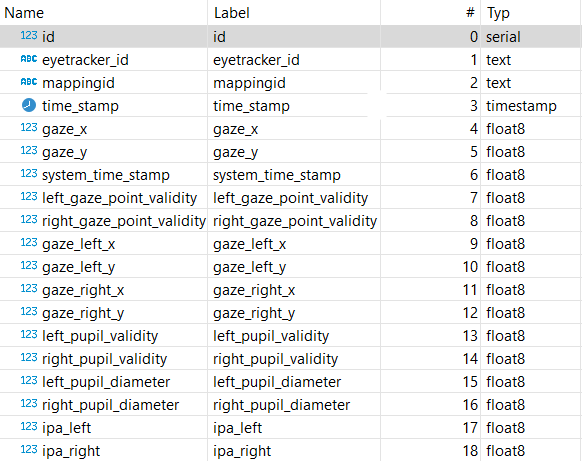 Name Label # Typ
123 id id 0 serial
ABC eyetracker_id eyetracker_id 1 text
ABC mappingid mappingid 2 text
time_stamp time_stamp 3 timestamp
123 gaze_x gaze_x 4 float8
123 gaze_y gaze_y 5 float8
123 system_time_stamp system_time_stamp 6 float8
123 left_gaze_point_validity left_gaze_point_validity 7 float8
123 right_gaze_point_validity right_gaze_point_validity 8 float8
123 gaze_left_x gaze_left_x 9 float8
123 gaze_left_y gaze_left_y 10 float8
123 gaze_right_x gaze_right_x 11 float8
123 gaze_right_y gaze_right_y 12 float8
123 left_pupil_validity left_pupil_validity 13 float8
123 right_pupil_validity right_pupil_validity 14 float8
123 left_pupil_diameter left_pupil_diameter 15 float8
123 right_pupil_diameter right_pupil_diameter 16 float8
123 ipa_left ipa_left 17 float8
123 ipa_right ipa_right 18 float8